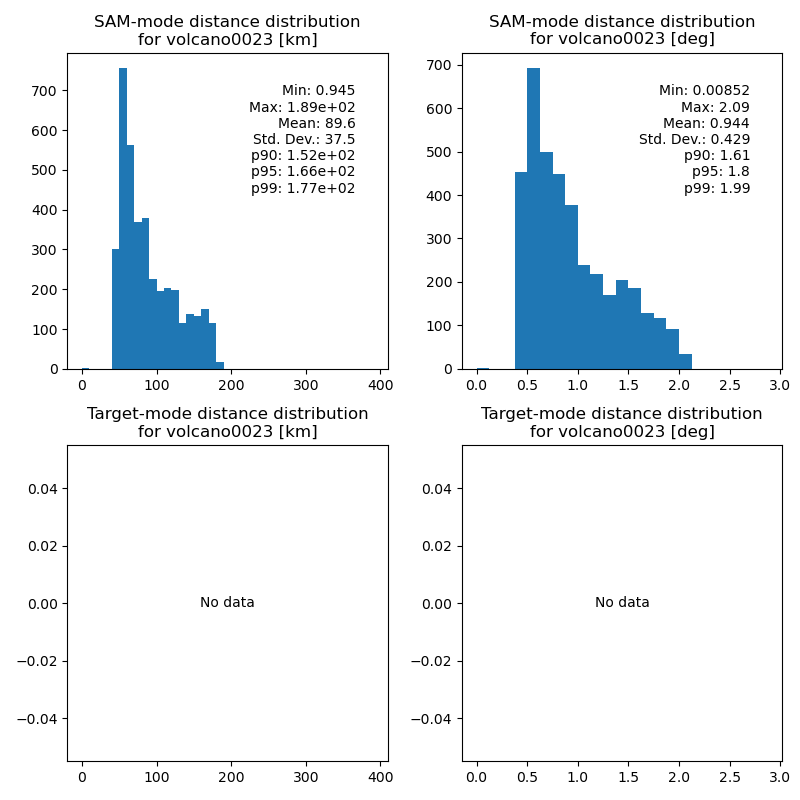 SAM-mode distance distribution
for volcano0023 [km]
Min: 0.945
Max: 1.89e+02
Mean: 89.6
Std. Dev.: 37.5
p90: 1.52e+02
p95: 1.66e+02
p99: 1.77e+02
700
600
500
400
300
200
100
0
0 100 200 300 400
SAM-mode distance distribution
for volcano0023 [deg]
Min: 0.00852
Max: 2.09
Mean: 0.944
Std. Dev.: 0.429
p90: 1.61
p95: 1.8
p99: 1.99
700
600
500
400
300
200
100
0
0.0 0.5 1.0 1.5 2.0 2.5 3.0
Target-mode distance distribution
for volcano0023 [km]
0.04
0.02
0.00
−0.02
−0.04
No data
0 100 200 300 400
Target-mode distance distribution
for volcano0023 [deg]
0.04
0.02
0.00
−0.02
−0.04
No data
0.0 0.5 1.0 1.5 2.0 2.5 3.0